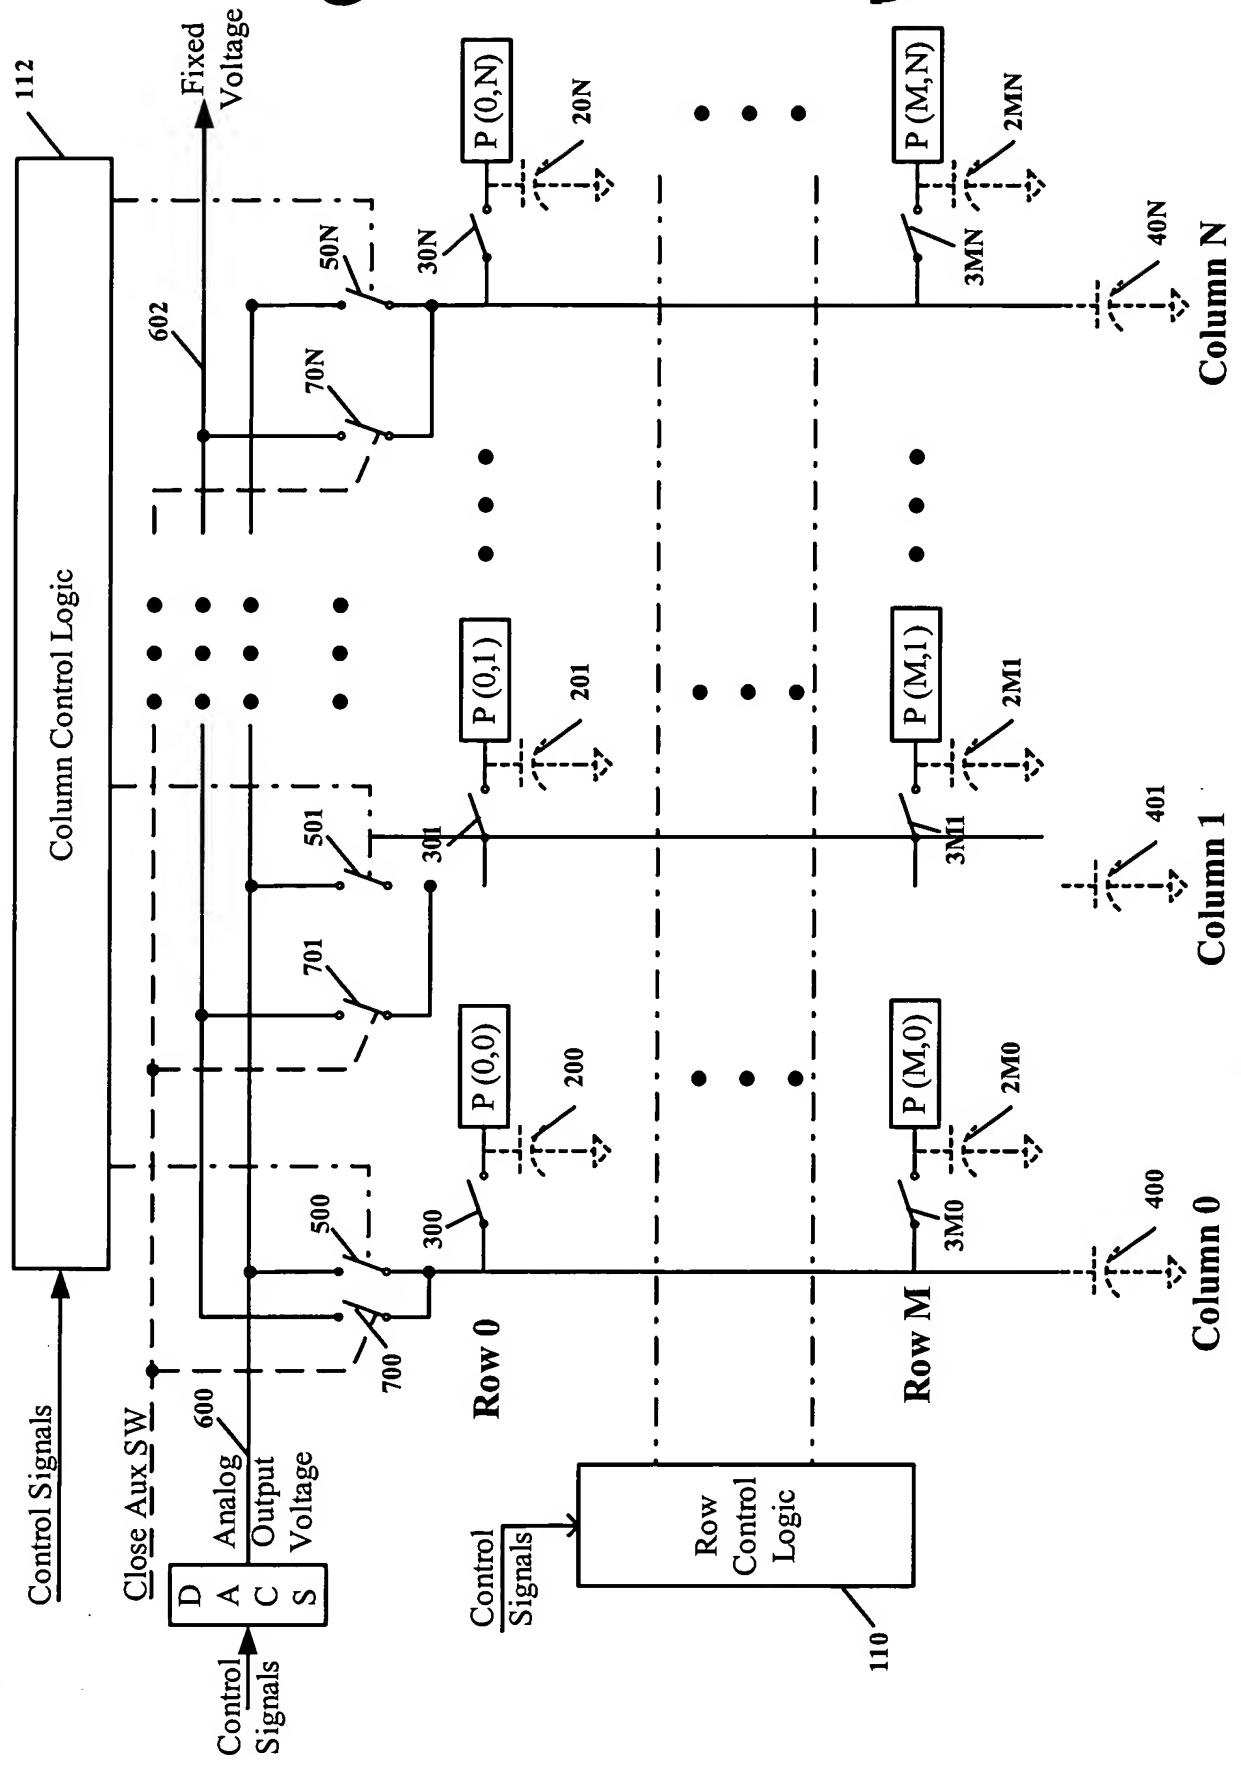 Control Signals
Column Control Logic
112
Close Aux SW
D
A
C
S
Control
Signals
Analog
Output
Voltage
600
602
Fixed
Voltage
700
500
701
501
70N
50N
Row 0
300
P (0,0)
200
301
P (0,1)
201
30N
P (0,N)
20N
Control
Signals
Row
Control
Logic
110
Row M
3M0
P (M,0)
2M0
3M1
P (M,1)
2M1
3MN
P (M,N)
2MN
400
401
40N
Column 0
Column 1
Column N